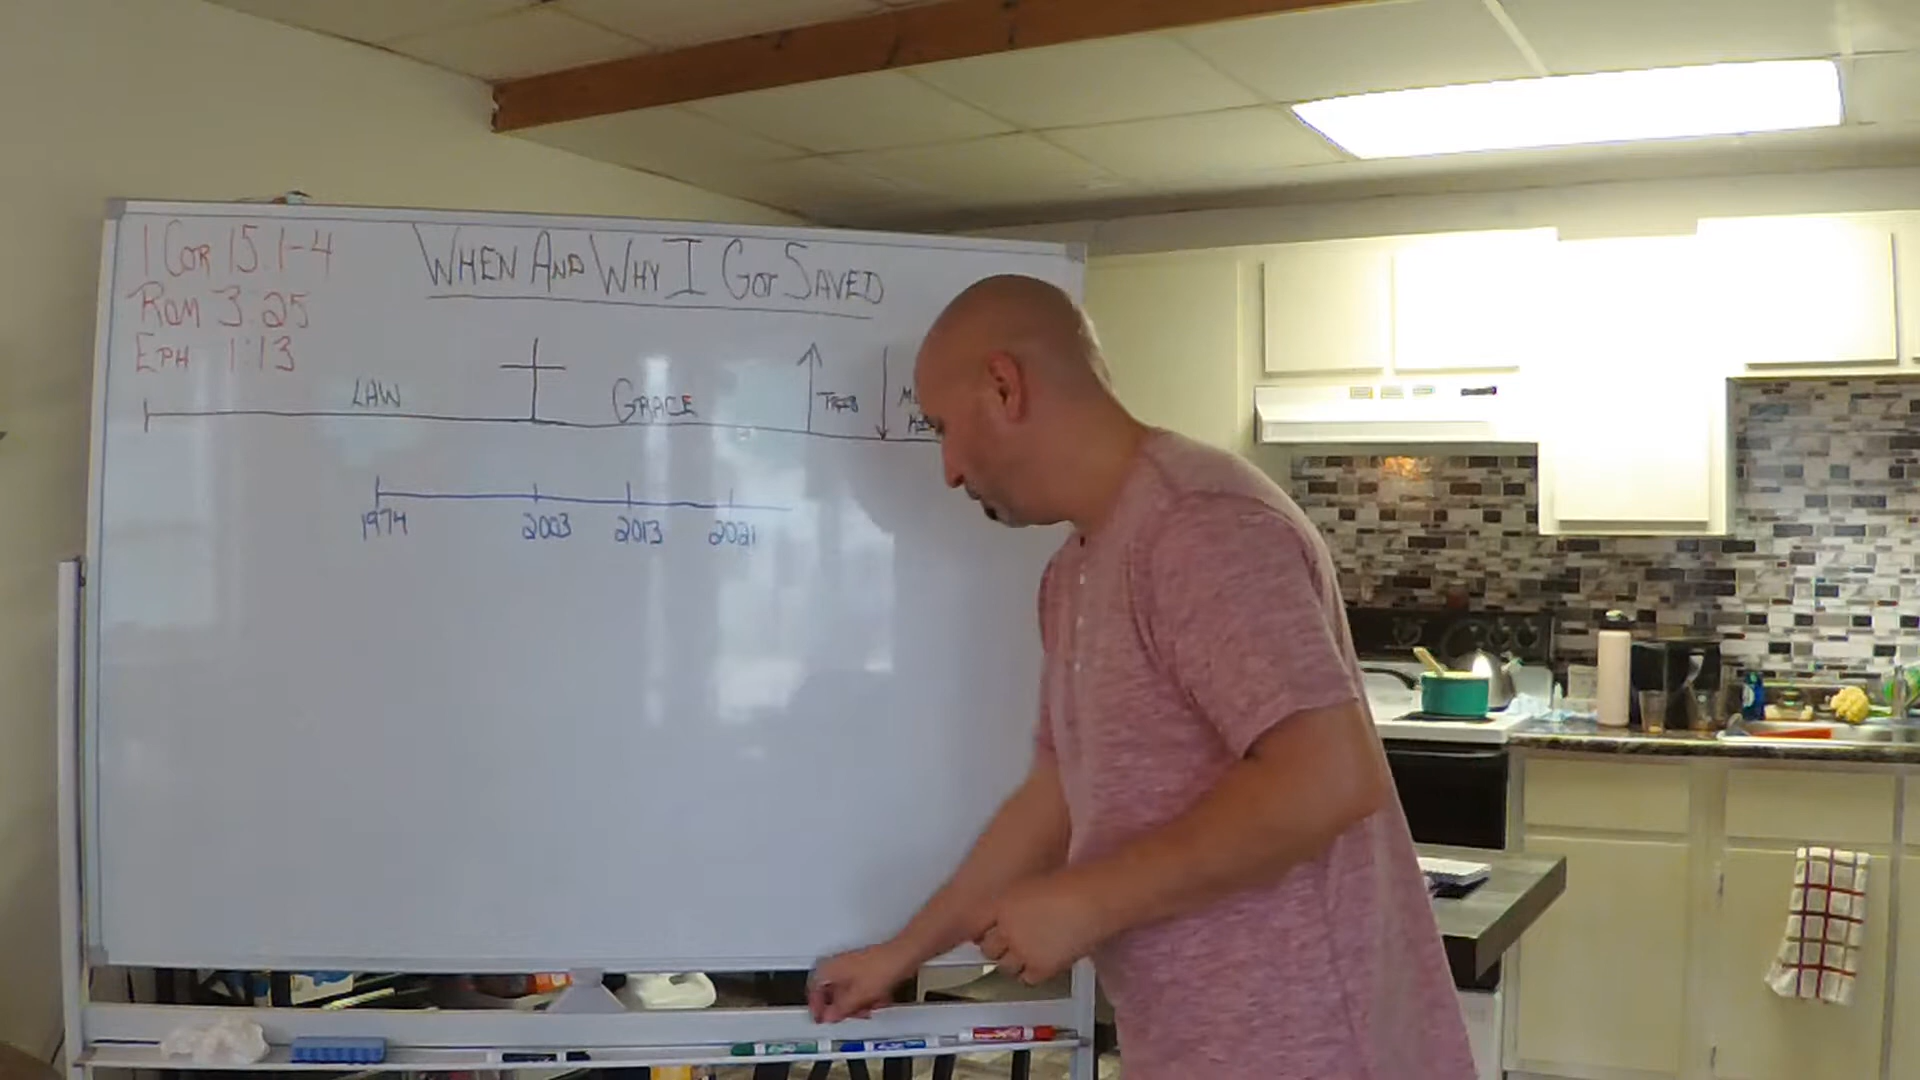 1 COR 15:1-4
ROM 3:25
EPH 1:13
WHEN AND WHY I GOT SAVED
LAW
GRACE
TRIB
1974
2003
2013
2021